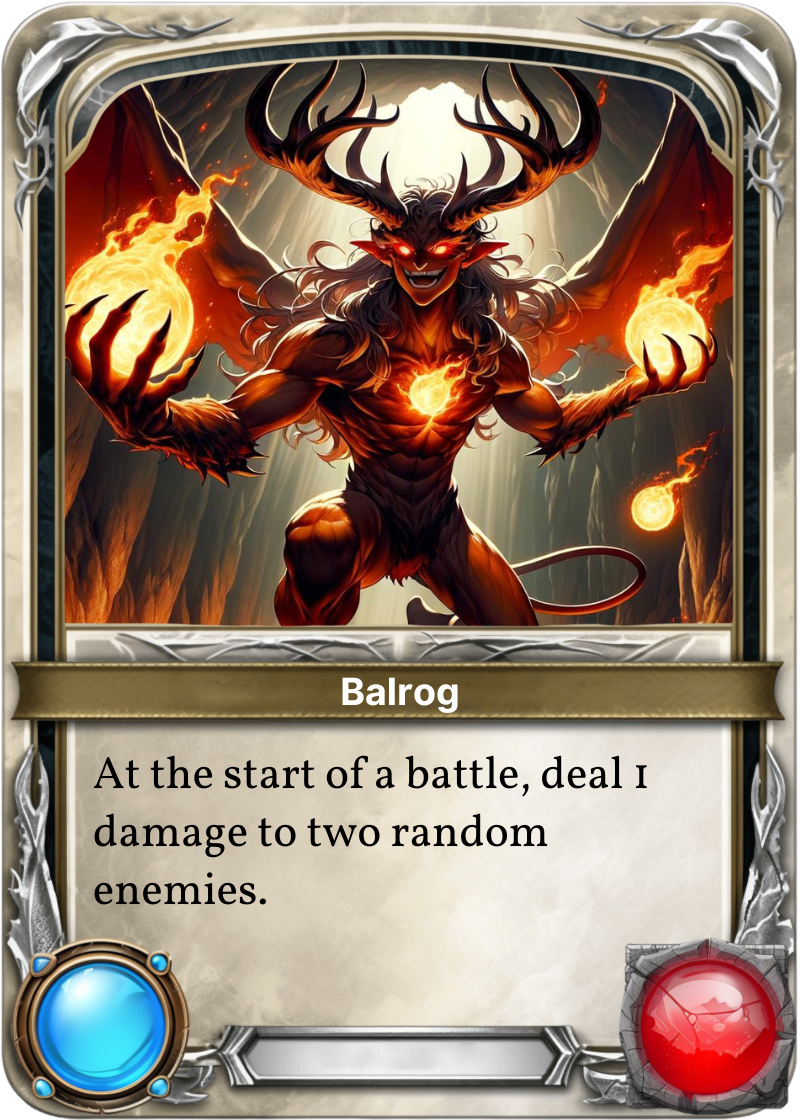 Balrog
At the start of a battle, deal 1
damage to two random
enemies.